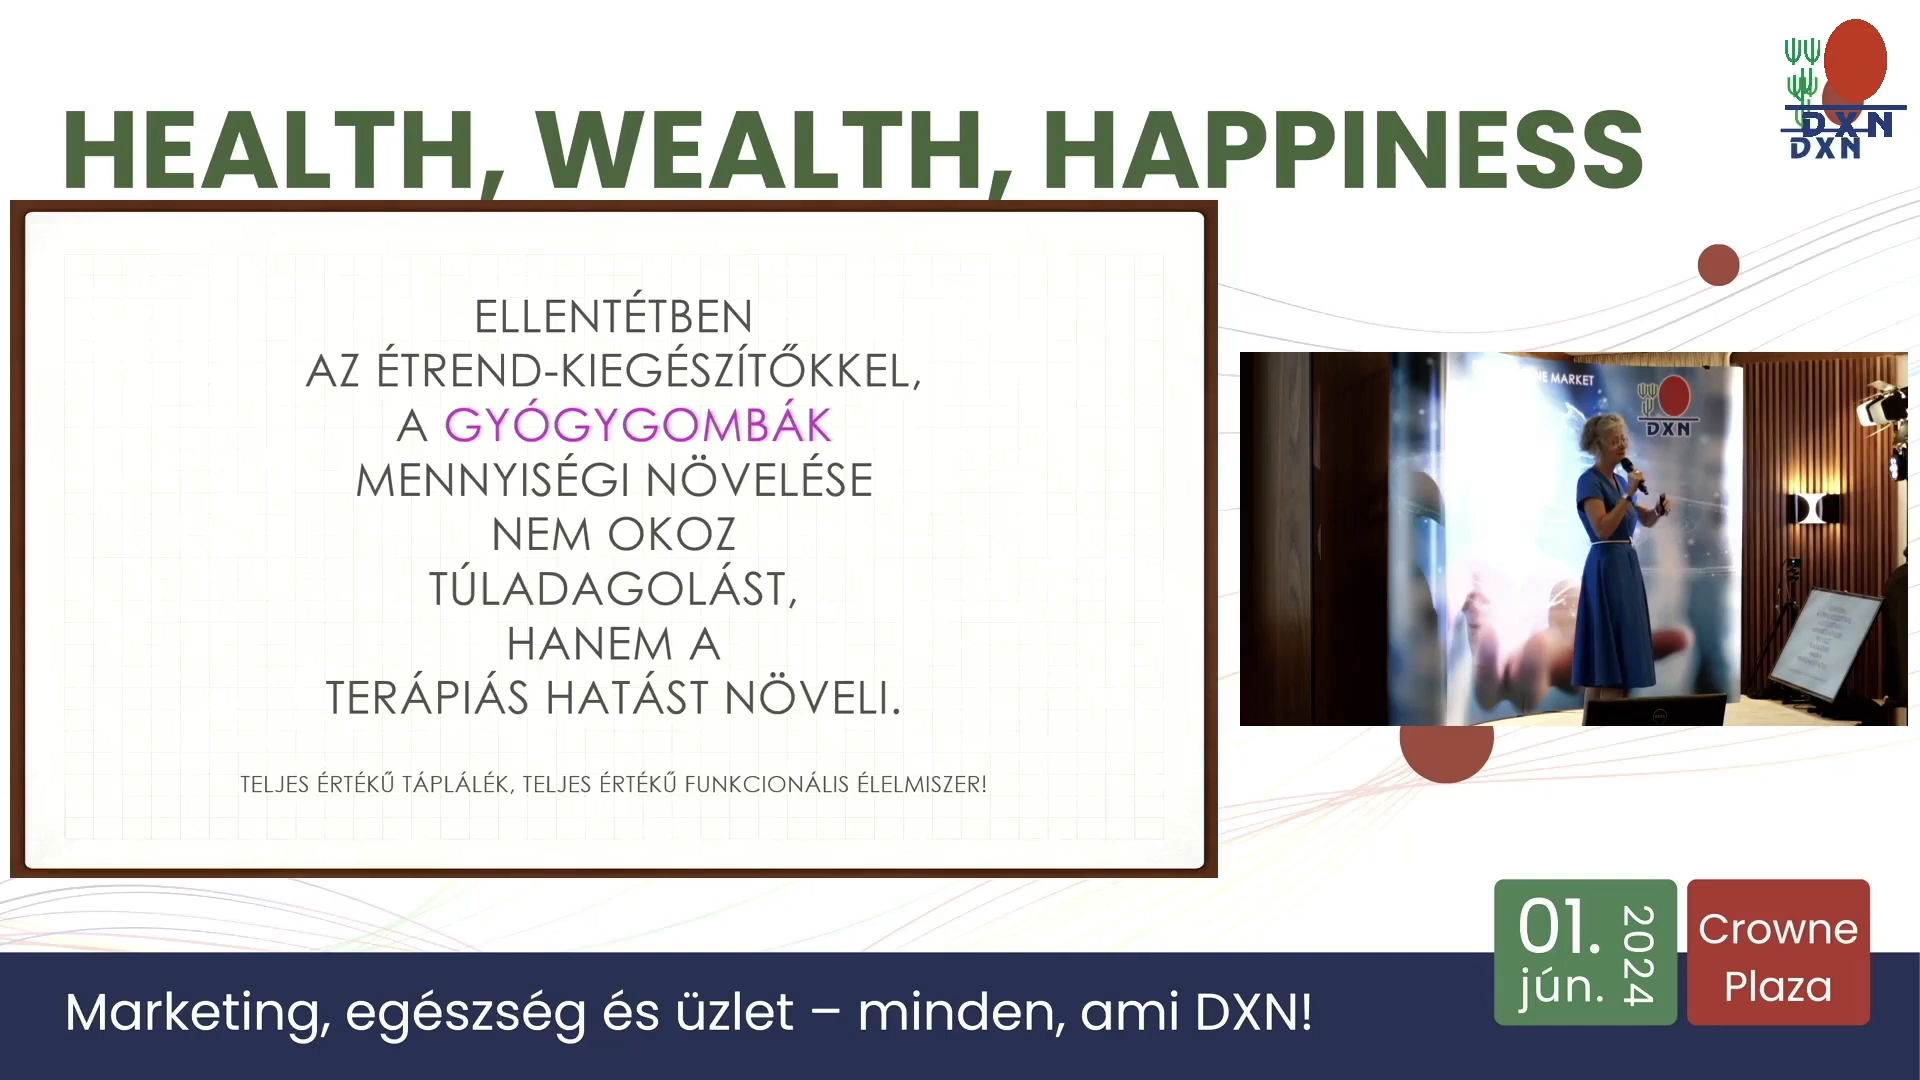 HEALTH, WEALTH, HAPPINESS
DXN
DXN
ELLENTÉTBEN
AZ ÉTREND-KIEGÉSZÍTŐKKEL,
A GYÓGYGOMBÁK
MENNYISÉGI NÖVELÉSE
NEM OKOZ
TÚLADAGOLÁST,
HANEM A
TERÁPIÁS HATÁST NÖVELI.
TELJES ÉRTÉKŰ TÁPLÁLÉK, TELJES ÉRTÉKŰ FUNKCIONÁLIS ÉLELMISZER!
MARKET
DXN
01.
jún.
2024
Crowne
Plaza
Marketing, egészség és üzlet – minden, ami DXN!